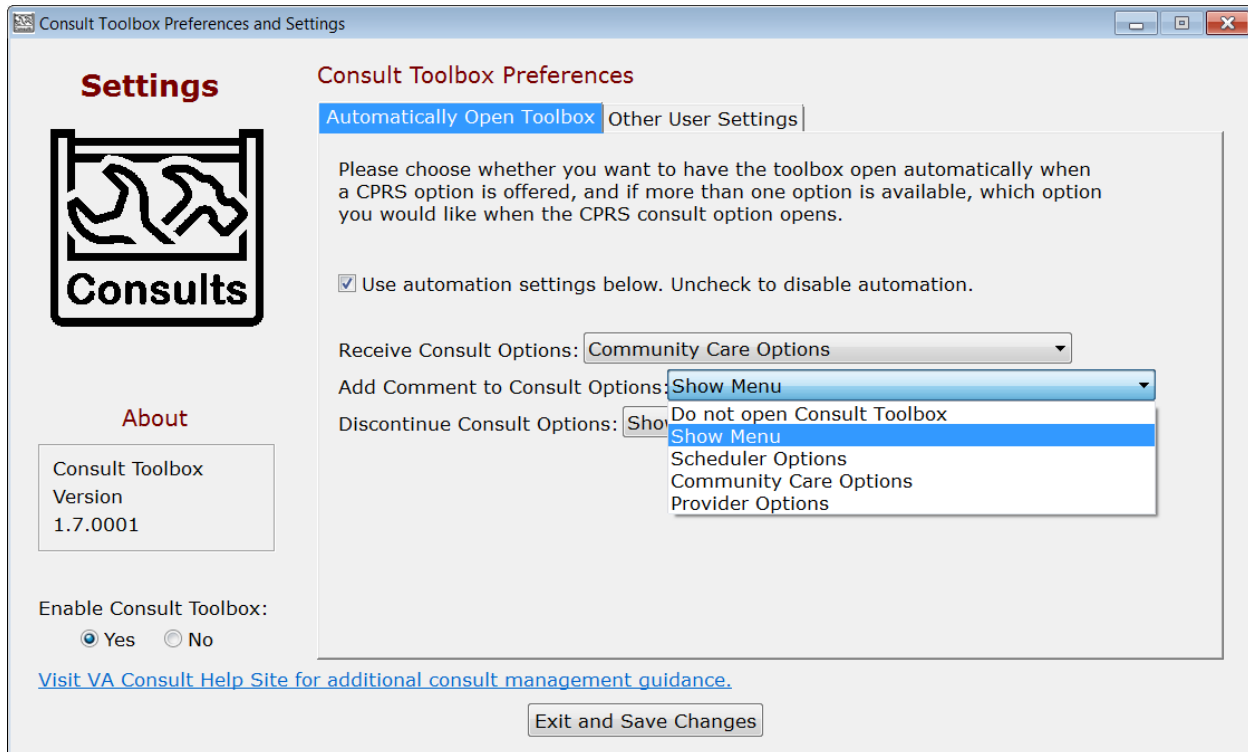 Consult Toolbox Preferences and Settings
Settings
Consults
About
Consult Toolbox
Version
1.7.0001
Enable Consult Toolbox:
Yes No
Consult Toolbox Preferences
Automatically Open Toolbox Other User Settings
Please choose whether you want to have the toolbox open automatically when
a CPRS option is offered, and if more than one option is available, which option
you would like when the CPRS consult option opens.
Use automation settings below. Uncheck to disable automation.
Receive Consult Options: Community Care Options
Add Comment to Consult Options: Show Menu
Discontinue Consult Options:
Do not open Consult Toolbox
Show Menu
Scheduler Options
Community Care Options
Provider Options
Visit VA Consult Help Site for additional consult management guidance.
Exit and Save Changes